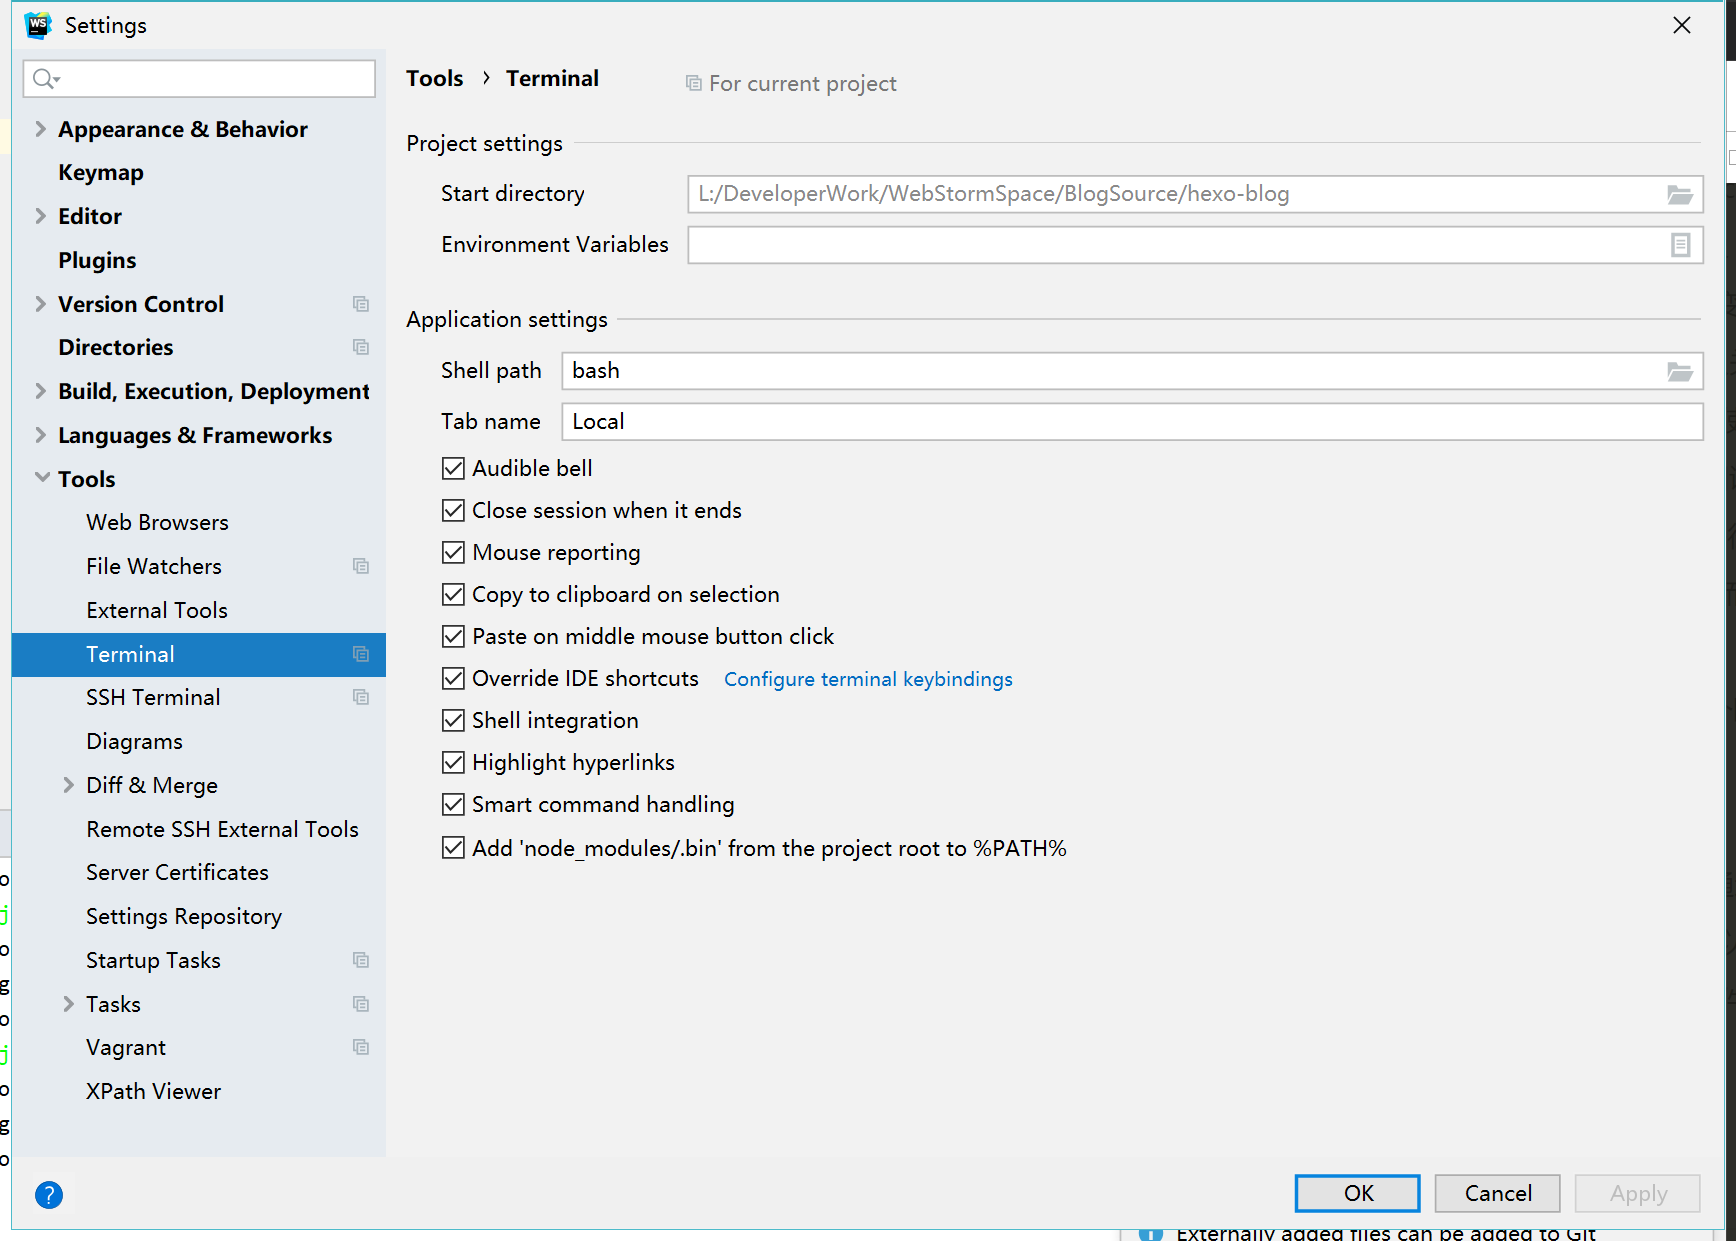 WS
Settings
Tools › Terminal
For current project
Appearance & Behavior
Keymap
Editor
Plugins
Version Control
Directories
Build, Execution, Deployment
Languages & Frameworks
Tools
Web Browsers
File Watchers
External Tools
Terminal
SSH Terminal
Diagrams
Diff & Merge
Remote SSH External Tools
Server Certificates
Settings Repository
Startup Tasks
Tasks
Vagrant
XPath Viewer
Project settings
Start directory L:/DeveloperWork/WebStormSpace/BlogSource/hexo-blog
Environment Variables
Application settings
Shell path bash
Tab name Local
Audible bell
Close session when it ends
Mouse reporting
Copy to clipboard on selection
Paste on middle mouse button click
Override IDE shortcuts Configure terminal keybindings
Shell integration
Highlight hyperlinks
Smart command handling
Add 'node_modules/.bin' from the project root to %PATH%
?
OK Cancel Apply
Externally added files can be added to Git